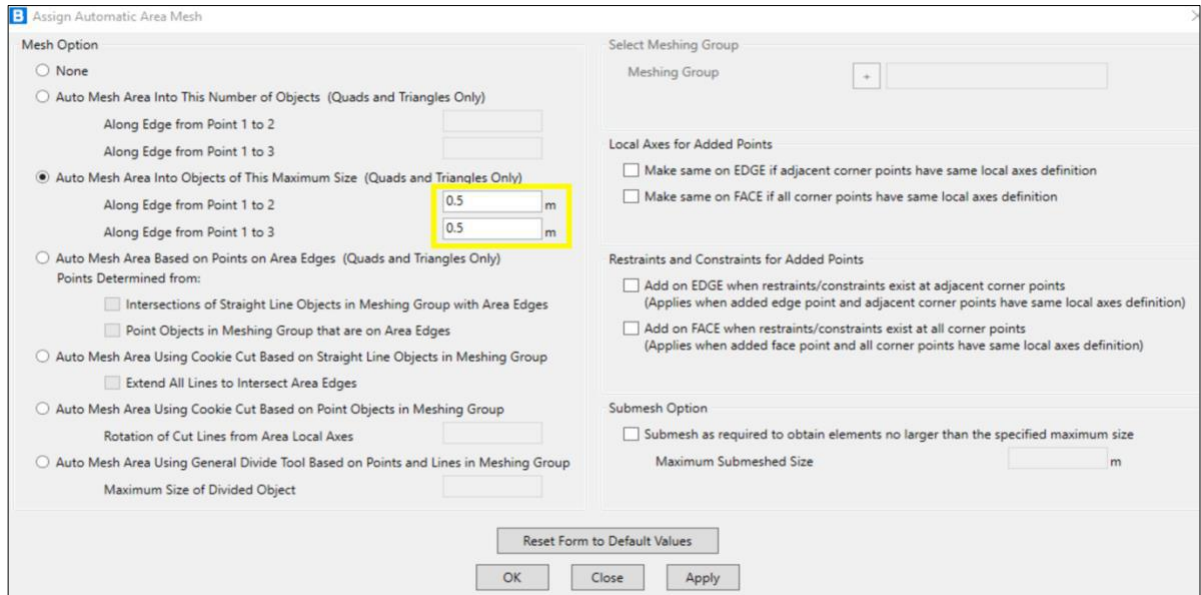 B Assign Automatic Area Mesh
Mesh Option
None
Auto Mesh Area Into This Number of Objects (Quads and Triangles Only)
Along Edge from Point 1 to 2
Along Edge from Point 1 to 3
Auto Mesh Area Into Objects of This Maximum Size (Quads and Triangles Only)
Along Edge from Point 1 to 2 0.5 m
Along Edge from Point 1 to 3 0.5 m
Auto Mesh Area Based on Points on Area Edges (Quads and Triangles Only)
Points Determined from:
Intersections of Straight Line Objects in Meshing Group with Area Edges
Point Objects in Meshing Group that are on Area Edges
Auto Mesh Area Using Cookie Cut Based on Straight Line Objects in Meshing Group
Extend All Lines to Intersect Area Edges
Auto Mesh Area Using Cookie Cut Based on Point Objects in Meshing Group
Rotation of Cut Lines from Area Local Axes
Auto Mesh Area Using General Divide Tool Based on Points and Lines in Meshing Group
Maximum Size of Divided Object
Select Meshing Group
Meshing Group +
Local Axes for Added Points
Make same on EDGE if adjacent corner points have same local axes definition
Make same on FACE if all corner points have same local axes definition
Restraints and Constraints for Added Points
Add on EDGE when restraints/constraints exist at adjacent corner points
(Applies when added edge point and adjacent corner points have same local axes definition)
Add on FACE when restraints/constraints exist at all corner points
(Applies when added face point and all corner points have same local axes definition)
Submesh Option
Submesh as required to obtain elements no larger than the specified maximum size
Maximum Submeshed Size m
Reset Form to Default Values
OK Close Apply